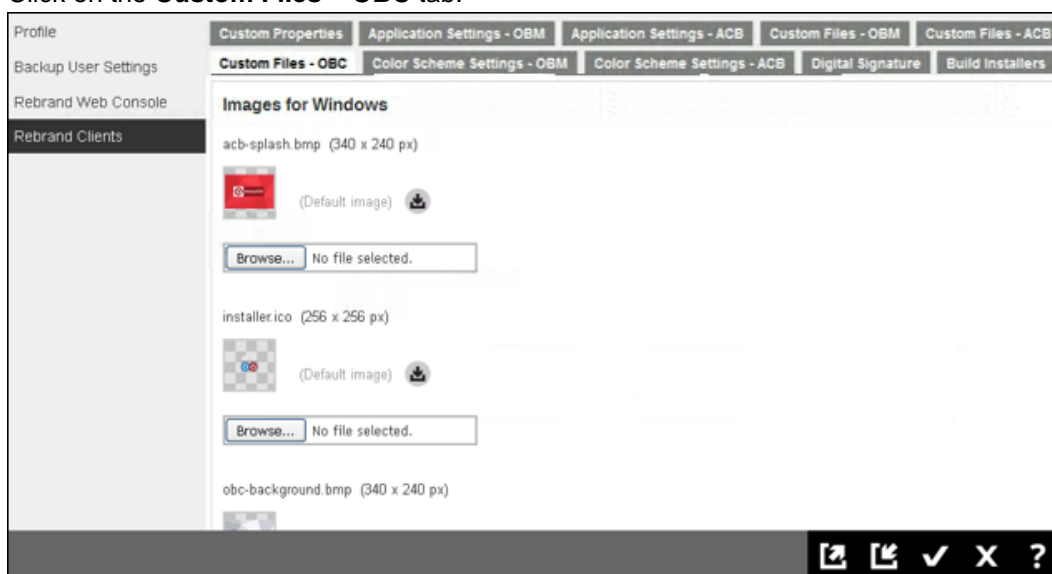 Click on the Custom Files – OBC tab.
Profile
Backup User Settings
Rebrand Web Console
Rebrand Clients
Custom Properties Application Settings - OBM Application Settings - ACB Custom Files - OBM Custom Files - ACB
Custom Files - OBC Color Scheme Settings - OBM Color Scheme Settings - ACB Digital Signature Build Installers
Images for Windows
acb-splash.bmp (340 x 240 px)
(Default image)
Browse... No file selected.
installer.ico (256 x 256 px)
(Default image)
Browse... No file selected.
obc-background.bmp (340 x 240 px)
?